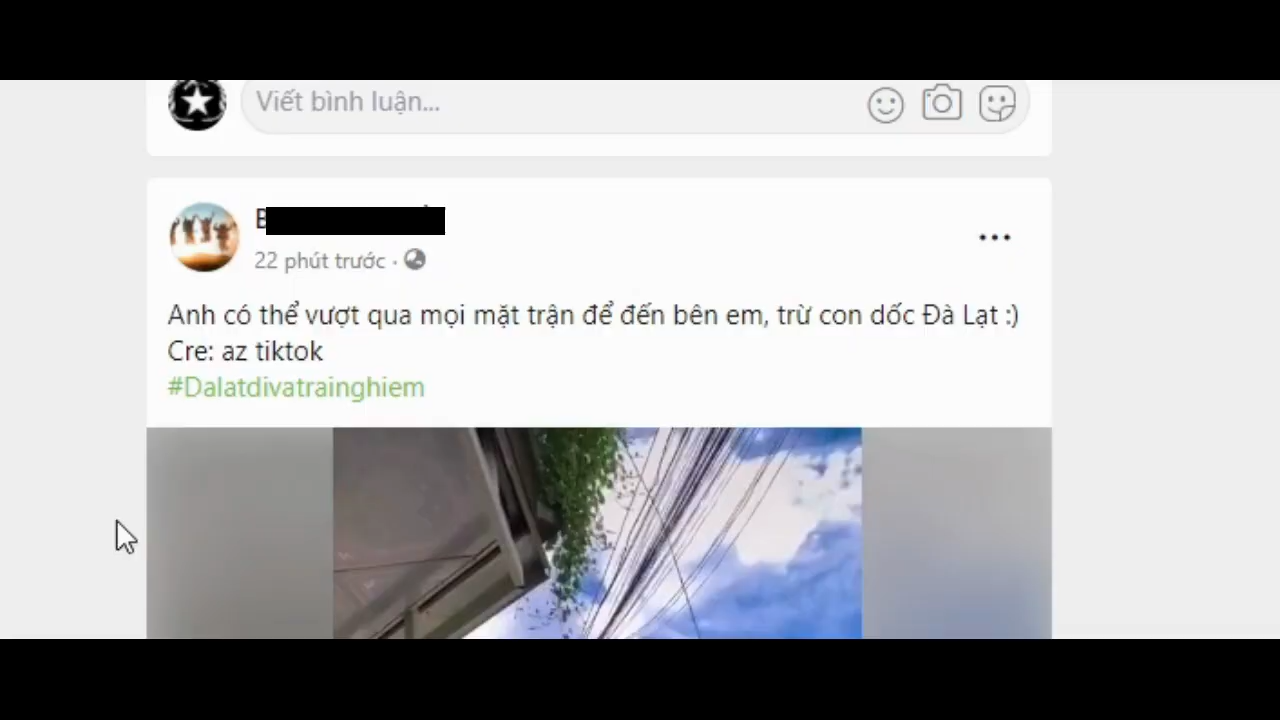 Viết bình luận...
22 phút trước ·
Anh có thể vượt qua mọi mặt trận để đến bên em, trừ con dốc Đà Lạt :)
Cre: az tiktok
#Dalatdivatrainghiem